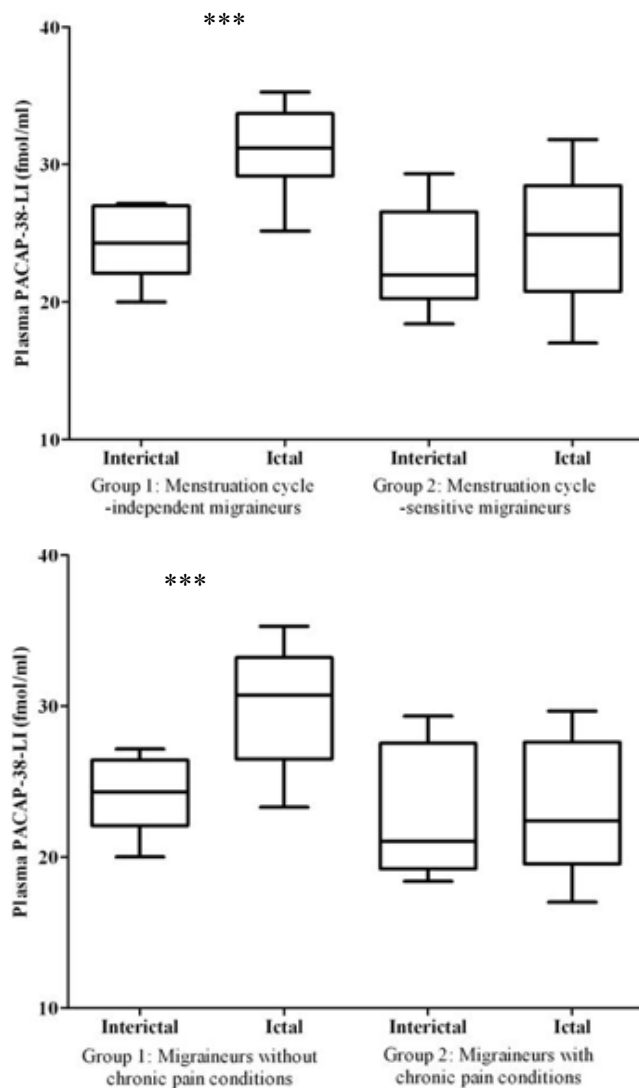 ***
40
30
20
10
Plasma PACAP-38-LI (fmol/ml)
Interictal Ictal Interictal Ictal
Group 1: Menstruation cycle Group 2: Menstruation cycle
-independent migraineurs -sensitive migraineurs
***
40
30
20
10
Plasma PACAP-38-LI (fmol/ml)
Interictal Ictal Interictal Ictal
Group 1: Migraineurs without Group 2: Migraineurs with
chronic pain conditions chronic pain conditions